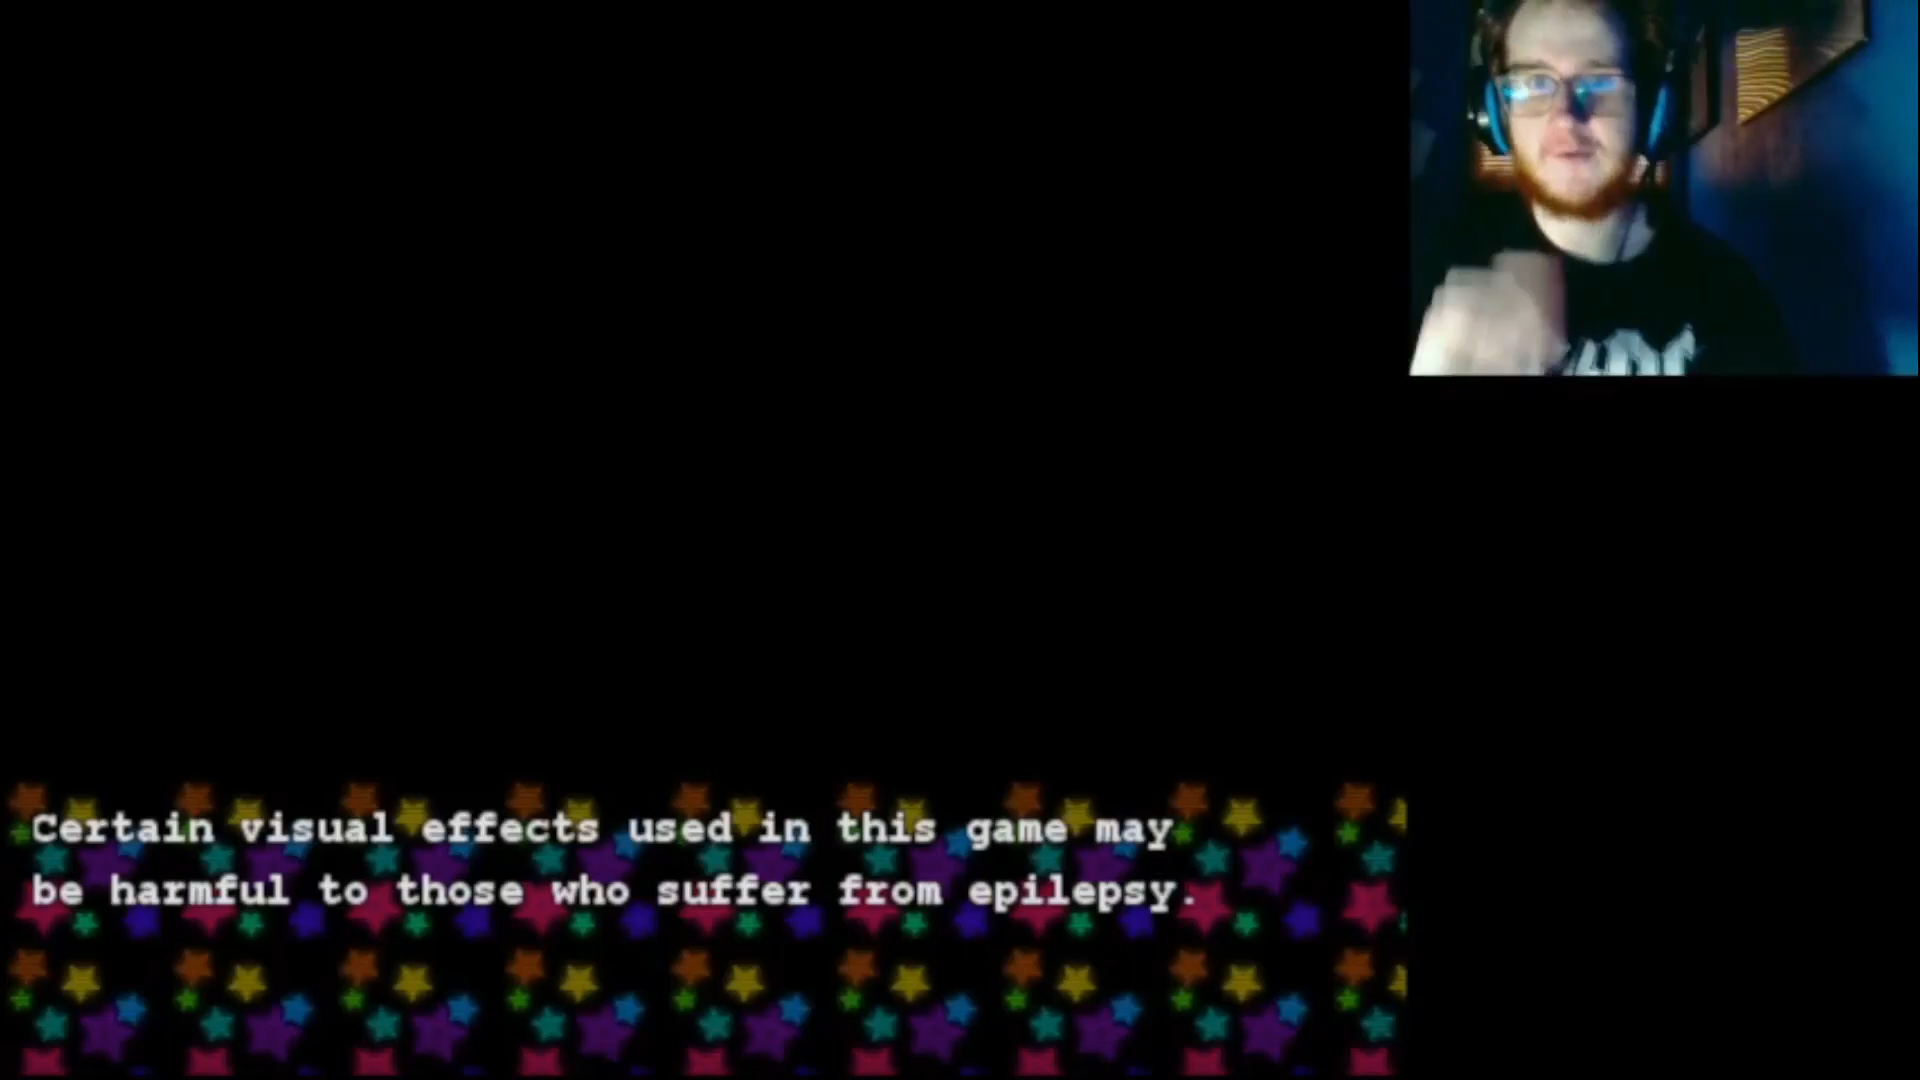 Certain visual effects used in this game may
be harmful to those who suffer from epilepsy.